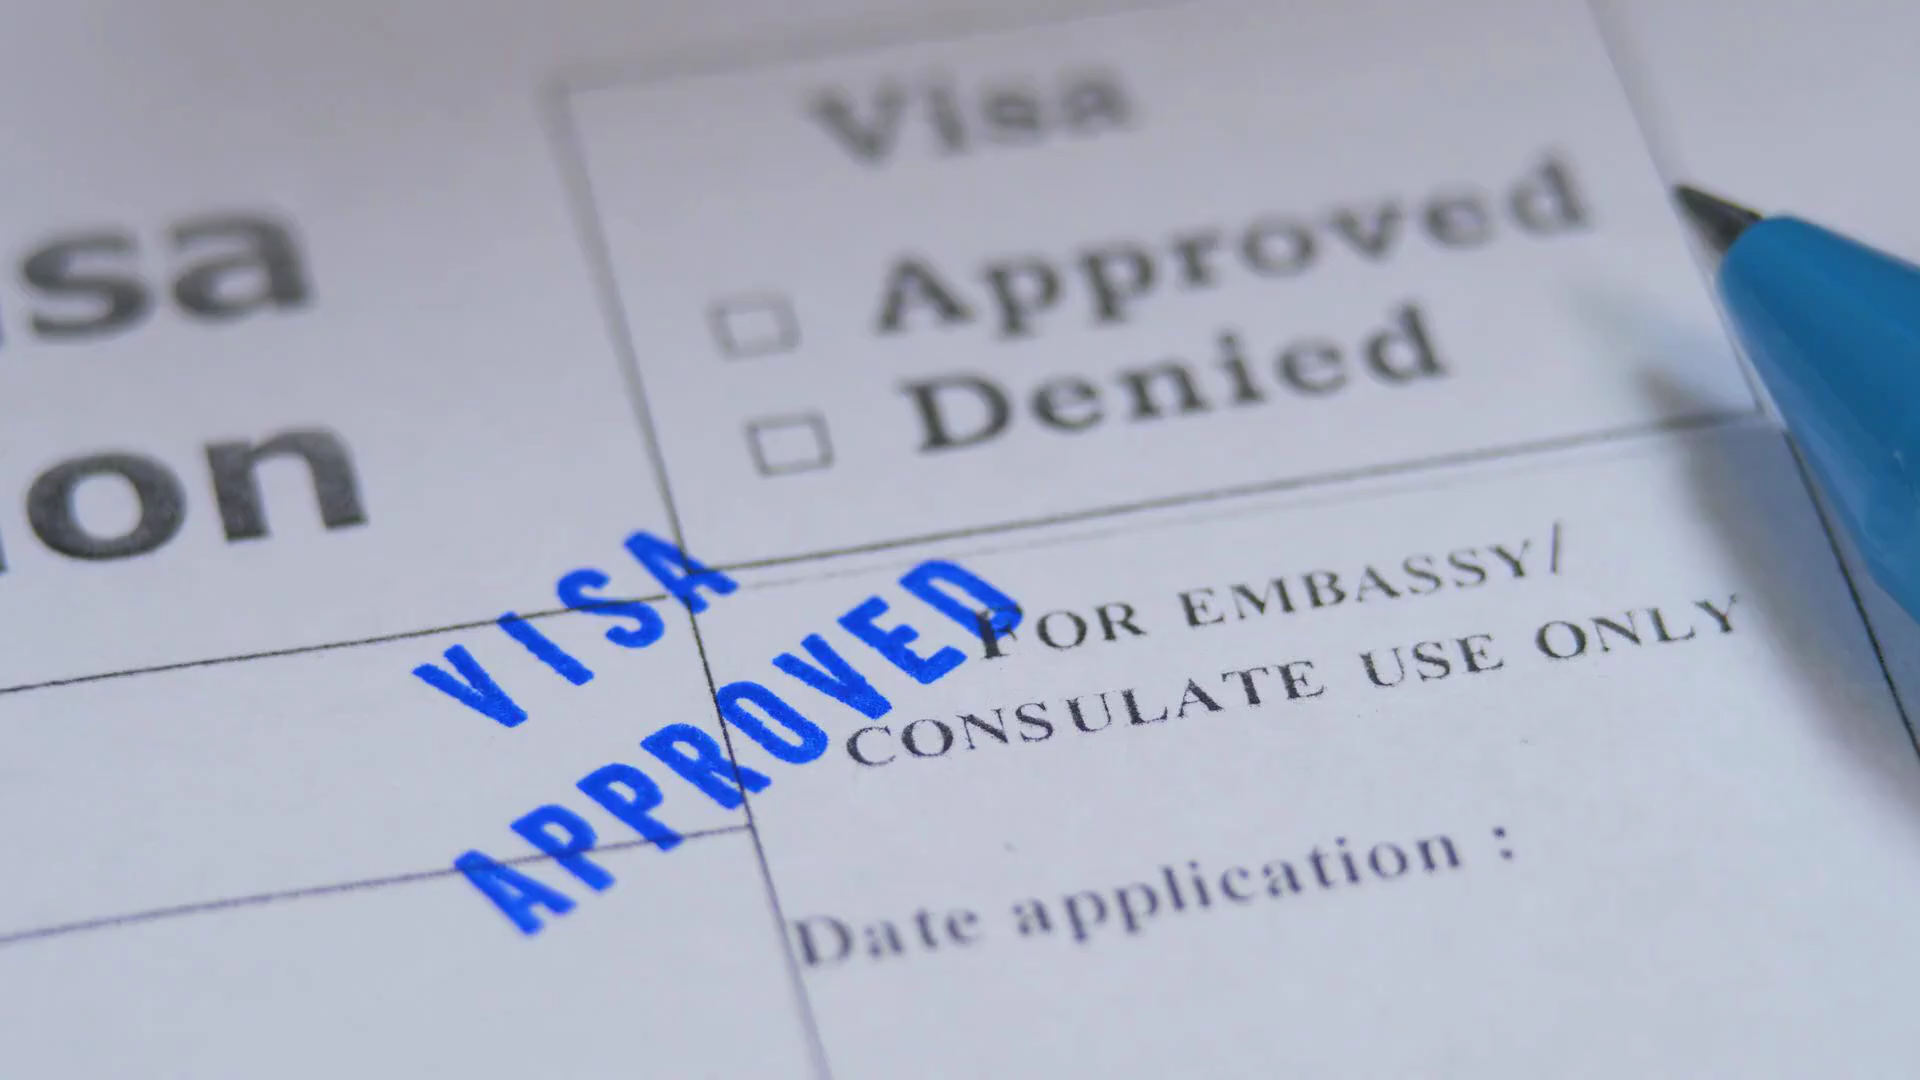 sa
on
Visa
Approved
Denied
VISA
APPROVED
FOR EMBASSY/
CONSULATE USE ONLY
Date application :